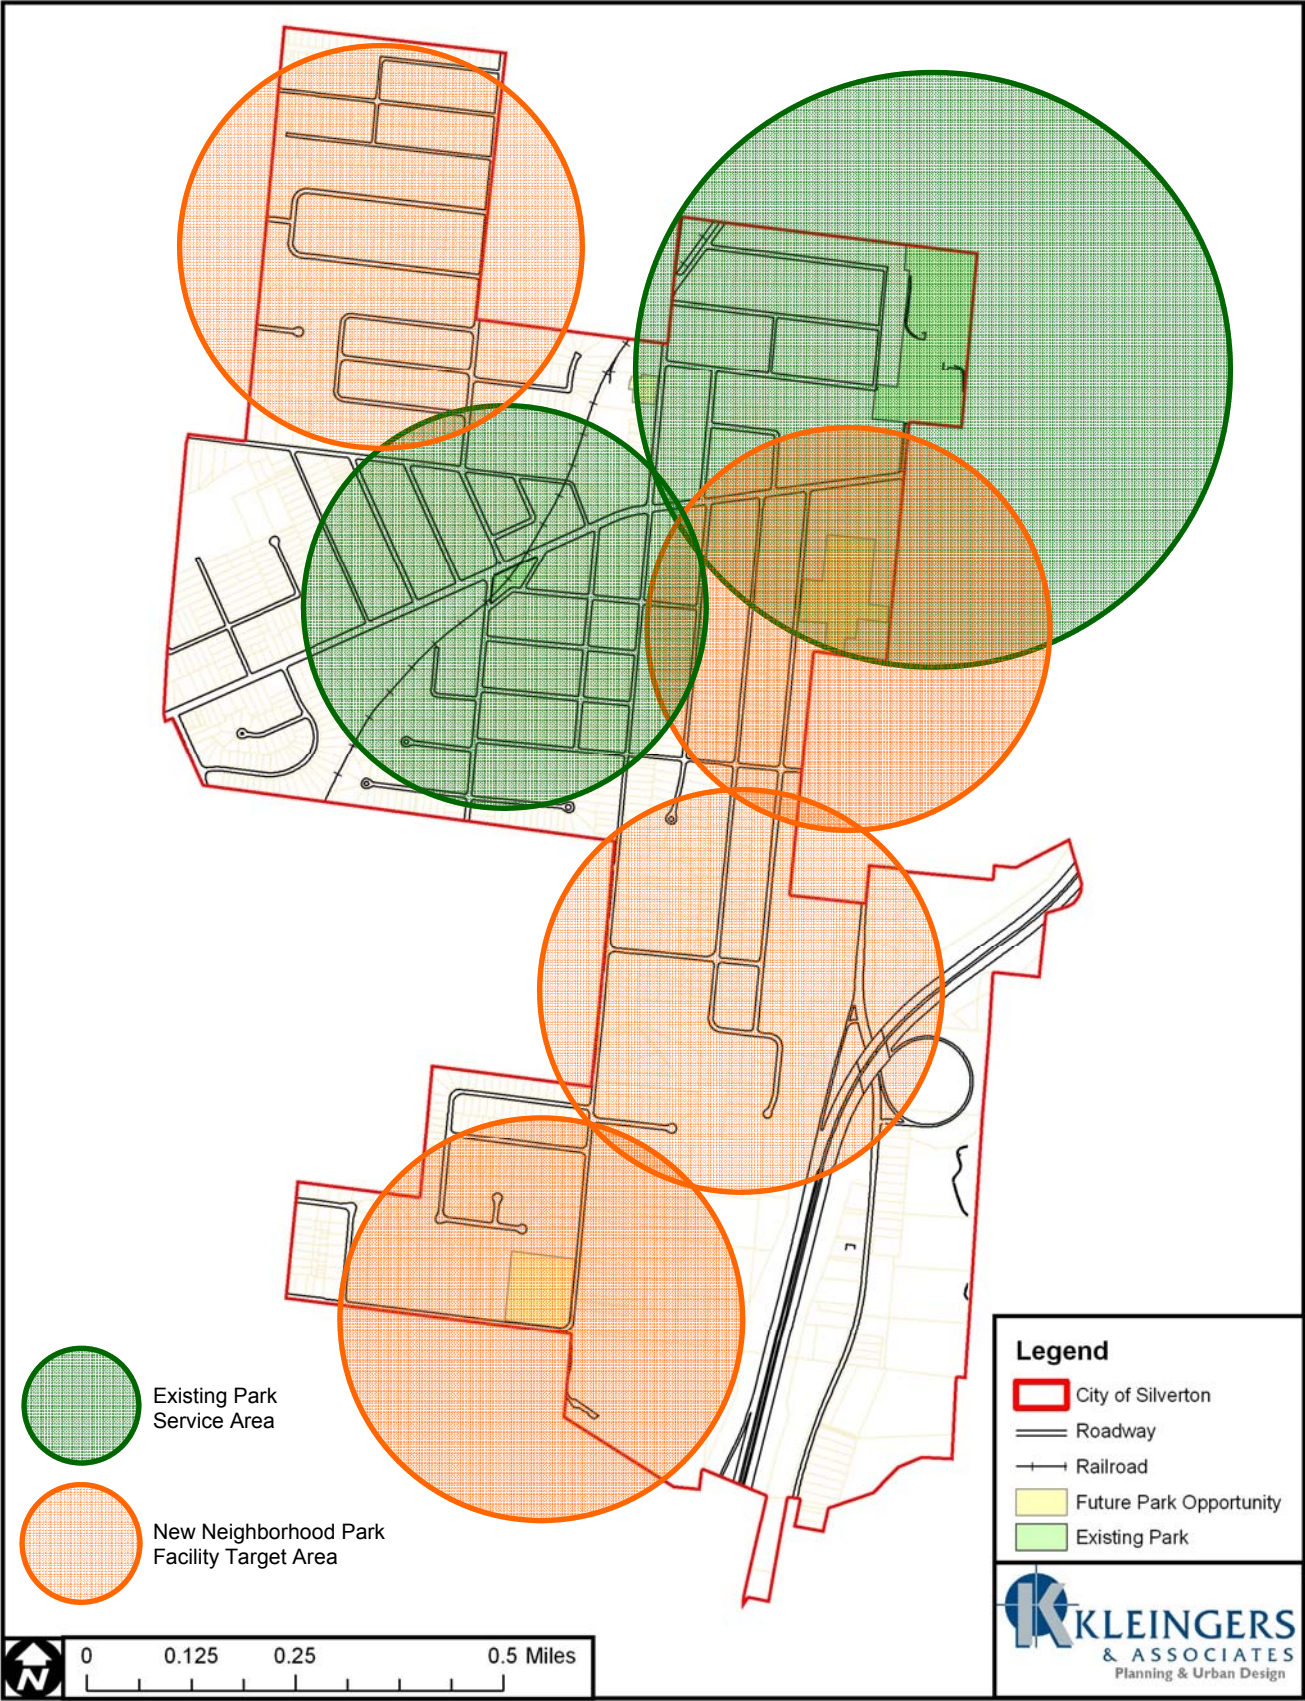 Existing Park
Service Area
New Neighborhood Park
Facility Target Area
Legend
City of Silverton
Roadway
Railroad
Future Park Opportunity
Existing Park
N
0 0.125 0.25 0.5 Miles
K KLEINGERS
& ASSOCIATES
Planning & Urban Design